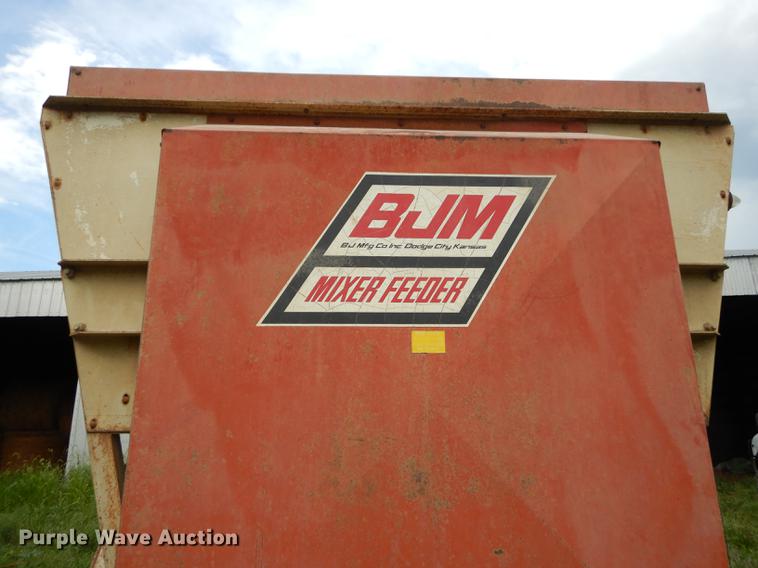 BJM
BJ Mfg Co Inc Dodge City Kansas
MIXER FEEDER
Purple Wave Auction